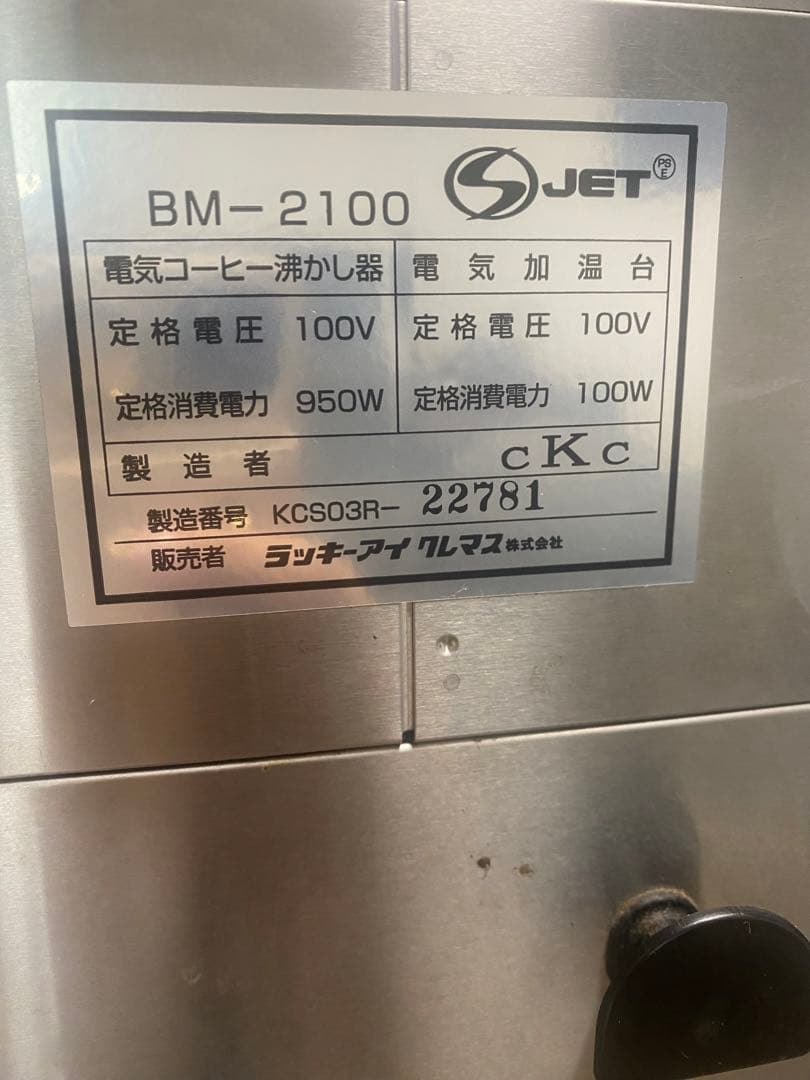 BM-2100
S JET PSE
電気コーヒー沸かし器 電気加温台
定格電圧 100V 定格電圧 100V
定格消費電力 950W 定格消費電力 100W
製造者 cKc
製造番号 KCS03R- 22781
販売者 ラッキーアイクレマス株式会社